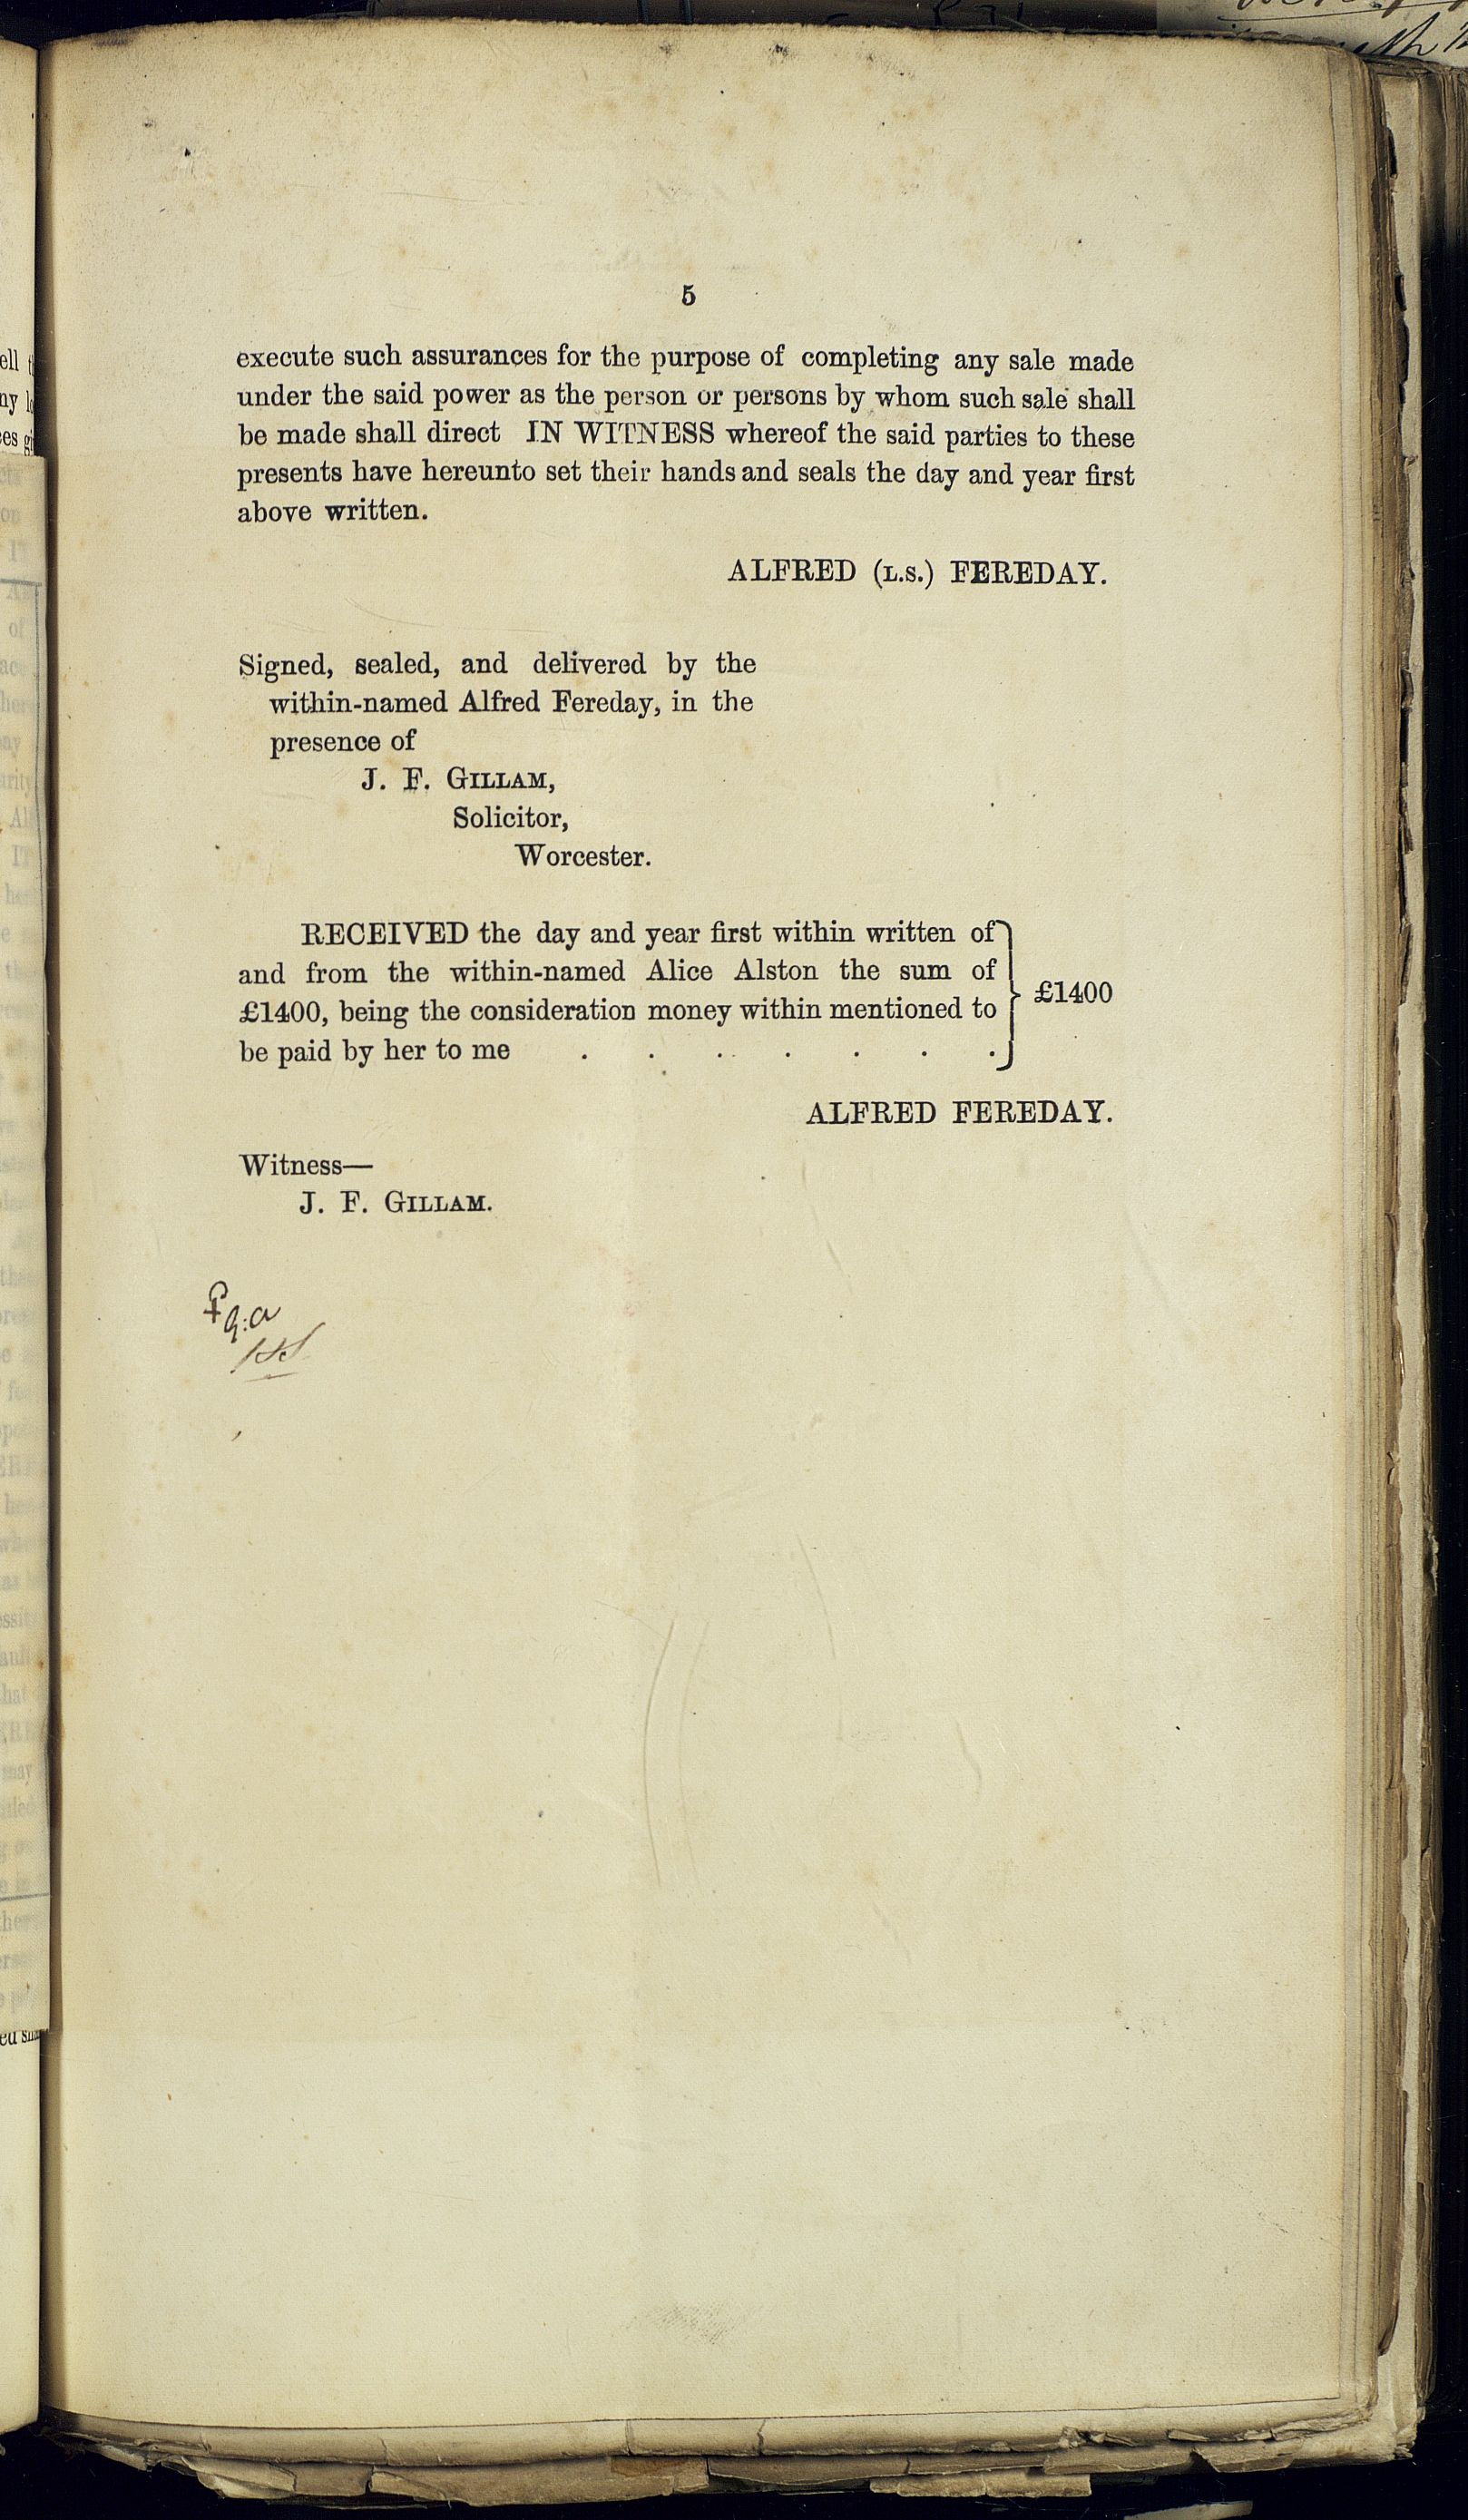 5
execute such assurances for the purpose of completing any sale made
under the said power as the person or persons by whom such sale shall
be made shall direct IN WITNESS whereof the said parties to these
presents have hereunto set their hands and seals the day and year first
above written.
ALFRED (L.S.) FEREDAY.
Signed, sealed, and delivered by the
within-named Alfred Fereday, in the
presence of
J. F. GILLAM,
Solicitor,
Worcester.
RECEIVED the day and year first within written of
and from the within-named Alice Alston the sum of
£1400, being the consideration money within mentioned to
be paid by her to me . . . . . . .
£1400
ALFRED FEREDAY.
Witness—
J. F. GILLAM.